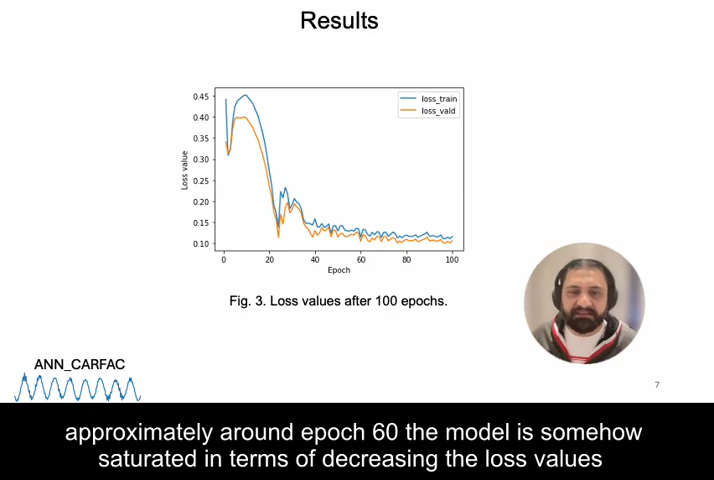 Results
0.45
0.40
0.35
0.30
0.25
0.20
0.15
0.10
Loss value
loss_train
loss_vald
0 20 40 60 80 100
Epoch
Fig. 3. Loss values after 100 epochs.
ANN_CARFAC
7
approximately around epoch 60 the model is somehow
saturated in terms of decreasing the loss values